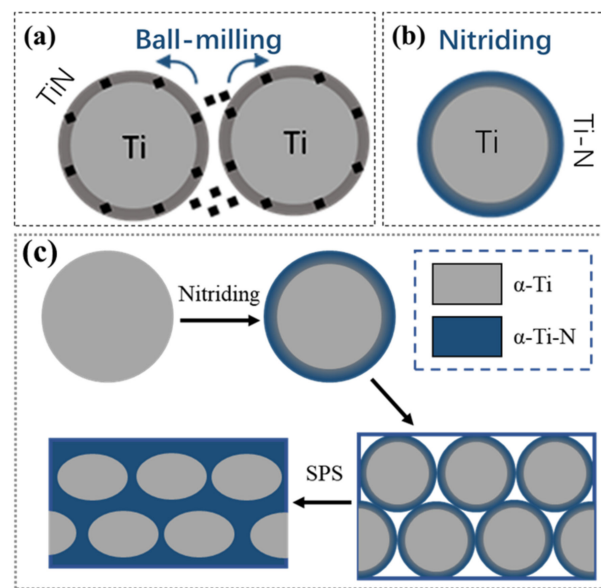 (a)
Ball-milling
TiN
Ti
Ti
(b)
Nitriding
Ti
Ti-N
(c)
Nitriding
α-Ti
α-Ti-N
SPS